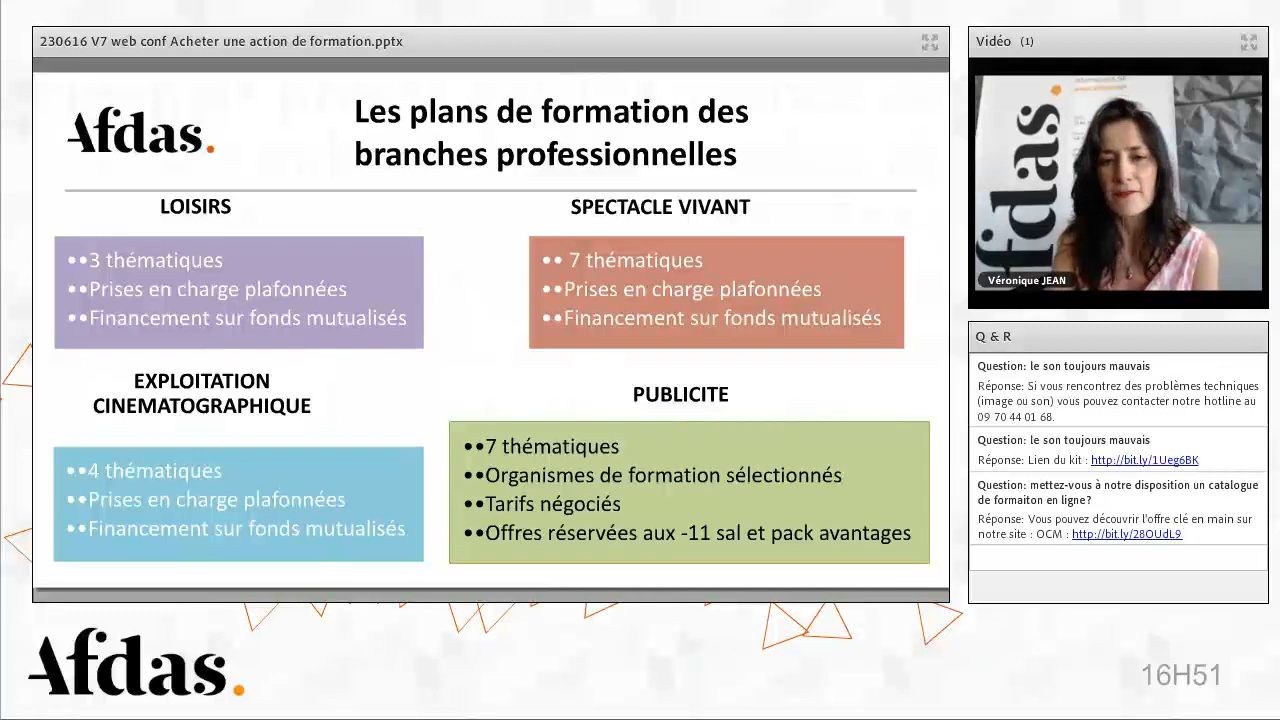 230616 V7 web conf Acheter une action de formation.pptx
Afdas.
Les plans de formation des
branches professionnelles
LOISIRS
••3 thématiques
••Prises en charge plafonnées
••Financement sur fonds mutualisés
SPECTACLE VIVANT
•• 7 thématiques
••Prises en charge plafonnées
••Financement sur fonds mutualisés
EXPLOITATION
CINEMATOGRAPHIQUE
••4 thématiques
••Prises en charge plafonnées
••Financement sur fonds mutualisés
PUBLICITE
••7 thématiques
••Organismes de formation sélectionnés
••Tarifs négociés
••Offres réservées aux -11 sal et pack avantages
Vidéo (1)
fdas.
Véronique JEAN
Q & R
Question: le son toujours mauvais
Réponse: Si vous rencontrez des problèmes techniques
(image ou son) vous pouvez contacter notre hotline au
09 70 44 01 68.
Question: le son toujours mauvais
Réponse: Lien du kit : http://bit.ly/1Ueg6BK
Question: mettez-vous à notre disposition un catalogue
de formaiton en ligne?
Réponse: Vous pouvez découvrir l'offre clé en main sur
notre site : OCM : http://bit.ly/28OUdL9
Afdas.
16H51